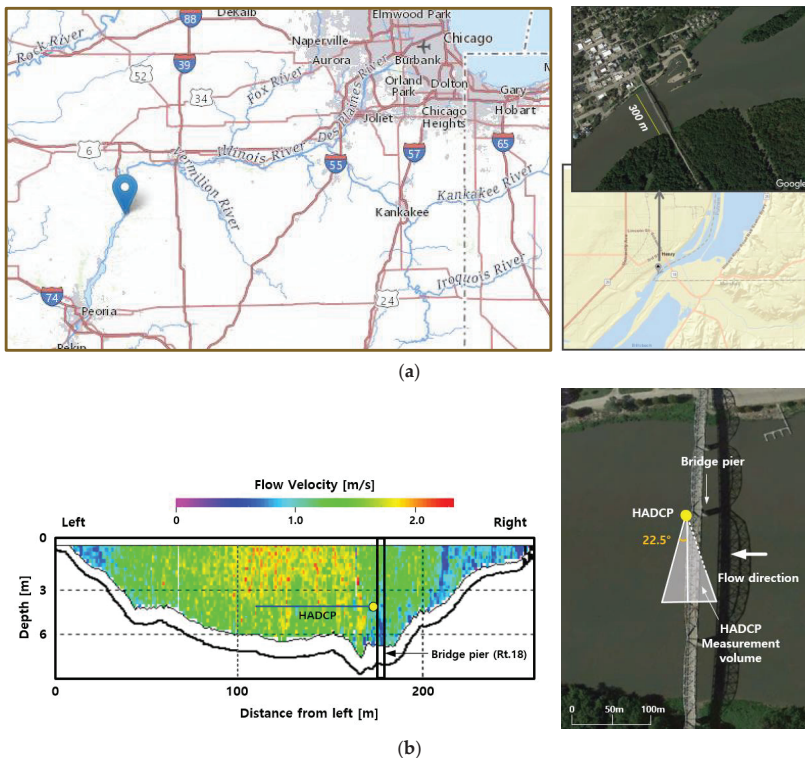 DeKalb
88
Elmwood Park
Chicago
Naperville
Rock River
39
Aurora
Burbank
52
Fox River
Orland
Park
Dolton
Gary
34
Des Plaines River
Joliet
Chicago
Heights
Hobart
6
Illinois River
55
57
65
Vermilion River
Kankakee River
Kankakee
Iroquois River
74
24
Peoria
Pekin
300 m
Google
Henry
(a)
Flow Velocity [m/s]
0
1.0
2.0
Left
Right
0
3
6
Depth [m]
HADCP
Bridge pier (Rt.18)
0
100
200
Distance from left [m]
Bridge pier
HADCP
22.5°
Flow direction
HADCP
Measurement
volume
0
50m
100m
(b)